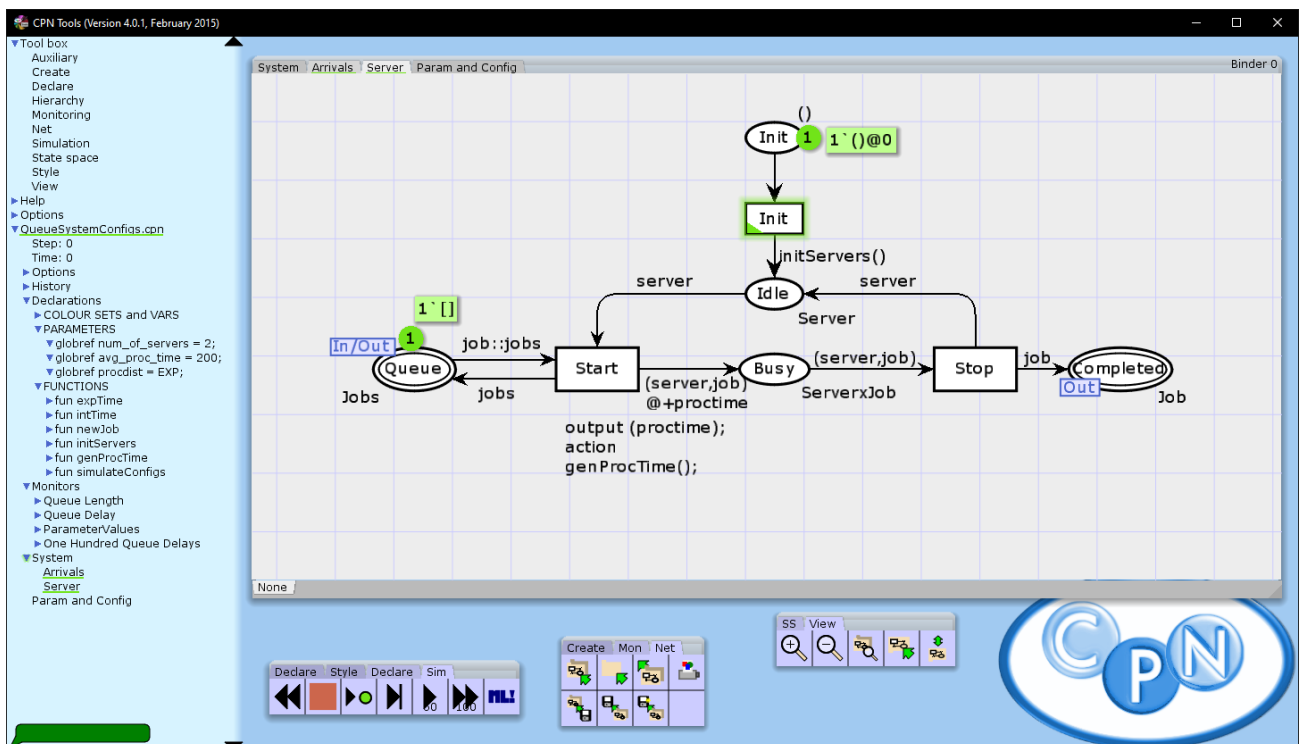 CPN Tools (Version 4.0.1, February 2015)
Tool box
Auxiliary
Create
Declare
Hierarchy
Monitoring
Net
Simulation
State space
Style
View
Help
Options
QueueSystemConfigs.cpn
Step: 0
Time: 0
Options
History
Declarations
COLOUR SETS and VARS
PARAMETERS
globref num_of_servers = 2;
globref avg_proc_time = 200;
globref procdist = EXP;
FUNCTIONS
fun expTime
fun intTime
fun newJob
fun initServers
fun genProcTime
fun simulateConfigs
Monitors
Queue Length
Queue Delay
ParameterValues
One Hundred Queue Delays
System
Arrivals
Server
Param and Config
System Arrivals Server Param and Config
Binder 0
()
Init 1 1`()@0
Init
initServers()
server Idle server
Server
1`[]
1
In/Out
Queue
Jobs
job::jobs
jobs
Start
(server,job)
@+proctime
output (proctime);
action
genProcTime();
Busy
ServerxJob
(server,job)
Stop
job
Completed
Out
Job
None
SS View
Create Mon Net
Declare Style Declare Sim
50 100 ML!
CPN